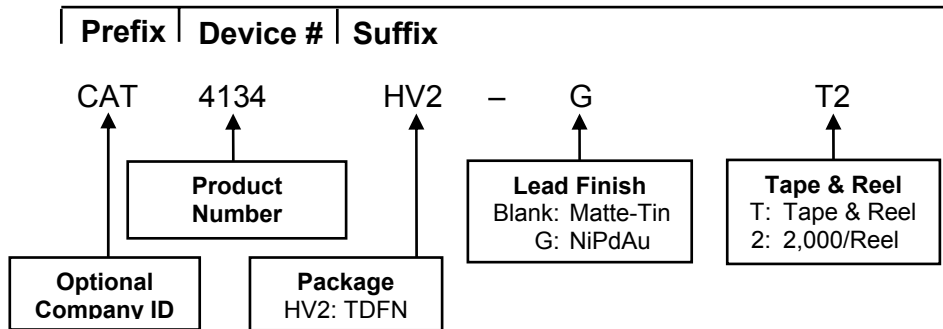 Prefix Device # Suffix
CAT 4134 HV2 – G T2
Product
Number
Lead Finish
Blank: Matte-Tin
G: NiPdAu
Tape & Reel
T: Tape & Reel
2: 2,000/Reel
Optional
Company ID
Package
HV2: TDFN